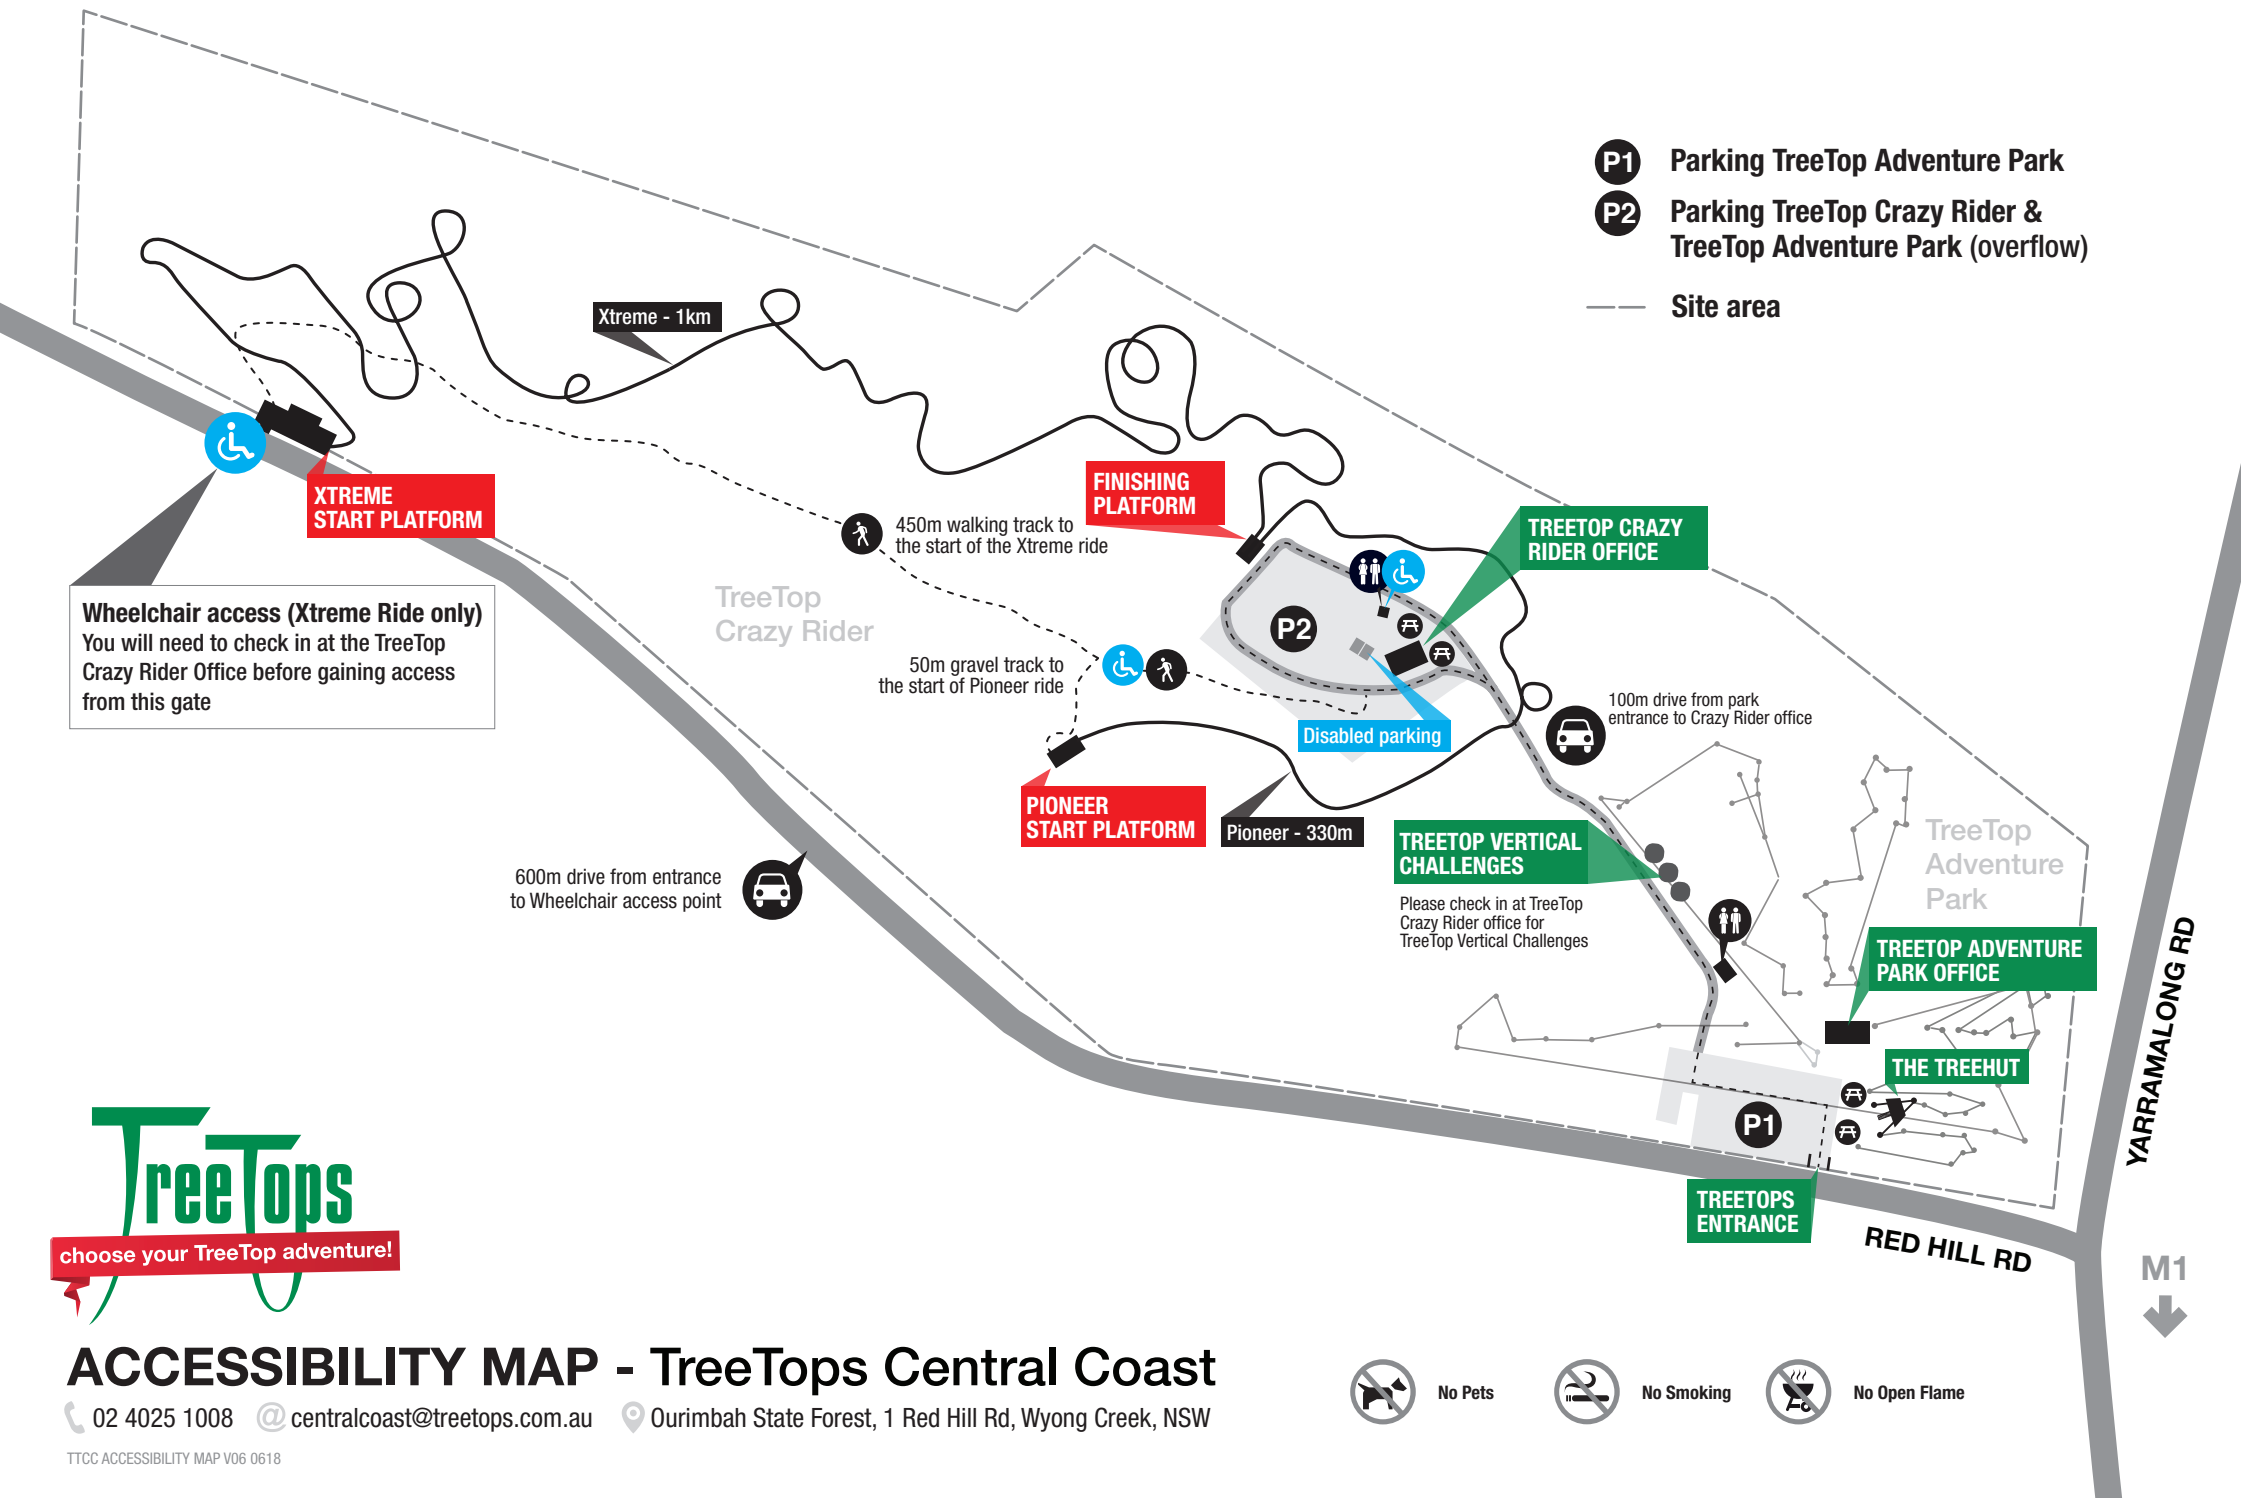 P1 Parking TreeTop Adventure Park
P2 Parking TreeTop Crazy Rider &
TreeTop Adventure Park (overflow)
Site area
Xtreme - 1km
XTREME
START PLATFORM
Wheelchair access (Xtreme Ride only)
You will need to check in at the TreeTop
Crazy Rider Office before gaining access
from this gate
450m walking track to
the start of the Xtreme ride
FINISHING
PLATFORM
TREETOP CRAZY
RIDER OFFICE
TreeTop
Crazy Rider
P2
50m gravel track to
the start of Pioneer ride
Disabled parking
100m drive from park
entrance to Crazy Rider office
PIONEER
START PLATFORM
Pioneer - 330m
TREETOP VERTICAL
CHALLENGES
Please check in at TreeTop
Crazy Rider office for
TreeTop Vertical Challenges
600m drive from entrance
to Wheelchair access point
TreeTop
Adventure
Park
TREETOP ADVENTURE
PARK OFFICE
THE TREEHUT
P1
TREETOPS
ENTRANCE
YARRAMALONG RD
RED HILL RD
M1
TreeTops
choose your TreeTop adventure!
ACCESSIBILITY MAP - TreeTops Central Coast
02 4025 1008 @ centralcoast@treetops.com.au Ourimbah State Forest, 1 Red Hill Rd, Wyong Creek, NSW
No Pets
No Smoking
No Open Flame
TTCC ACCESSIBILITY MAP V06 0618